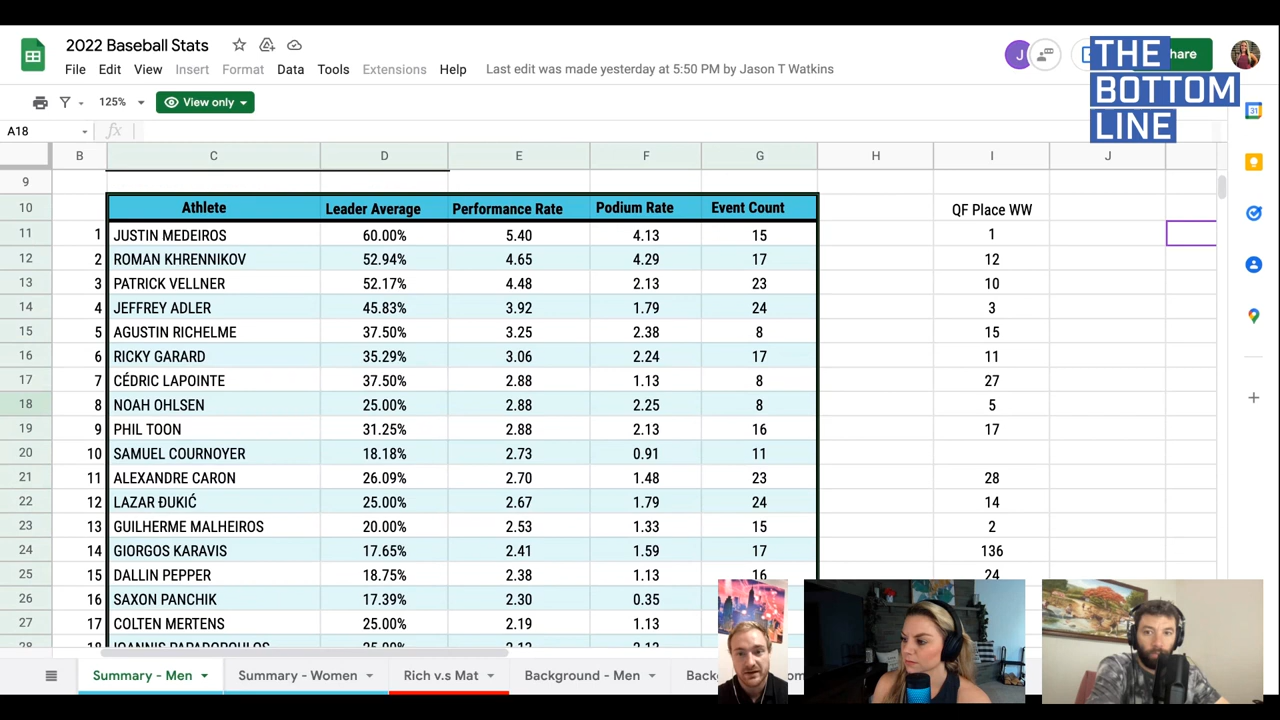 2022 Baseball Stats
THE
BOTTOM
LINE
J
Share
File Edit View Insert Format Data Tools Extensions Help Last edit was made yesterday at 5:50 PM by Jason T Watkins
125% View only
A18 fx
B C D E F G H I J
9
10 Athlete Leader Average Performance Rate Podium Rate Event Count QF Place WW
11 1 JUSTIN MEDEIROS 60.00% 5.40 4.13 15 1
12 2 ROMAN KHRENNIKOV 52.94% 4.65 4.29 17 12
13 3 PATRICK VELLNER 52.17% 4.48 2.13 23 10
14 4 JEFFREY ADLER 45.83% 3.92 1.79 24 3
15 5 AGUSTIN RICHELME 37.50% 3.25 2.38 8 15
16 6 RICKY GARARD 35.29% 3.06 2.24 17 11
17 7 CÉDRIC LAPOINTE 37.50% 2.88 1.13 8 27
18 8 NOAH OHLSEN 25.00% 2.88 2.25 8 5
19 9 PHIL TOON 31.25% 2.88 2.13 16 17
20 10 SAMUEL COURNOYER 18.18% 2.73 0.91 11
21 11 ALEXANDRE CARON 26.09% 2.70 1.48 23 28
22 12 LAZAR ĐUKIĆ 25.00% 2.67 1.79 24 14
23 13 GUILHERME MALHEIROS 20.00% 2.53 1.33 15 2
24 14 GIORGOS KARAVIS 17.65% 2.41 1.59 17 136
25 15 DALLIN PEPPER 18.75% 2.38 1.13 16 24
26 16 SAXON PANCHIK 17.39% 2.30 0.35
27 17 COLTEN MERTENS 25.00% 2.19 1.13
28 18 IOANNIS PAPADOPOULOS 25.00% 2.13 2.13
Summary - Men Summary - Women Rich v.s Mat Background - Men